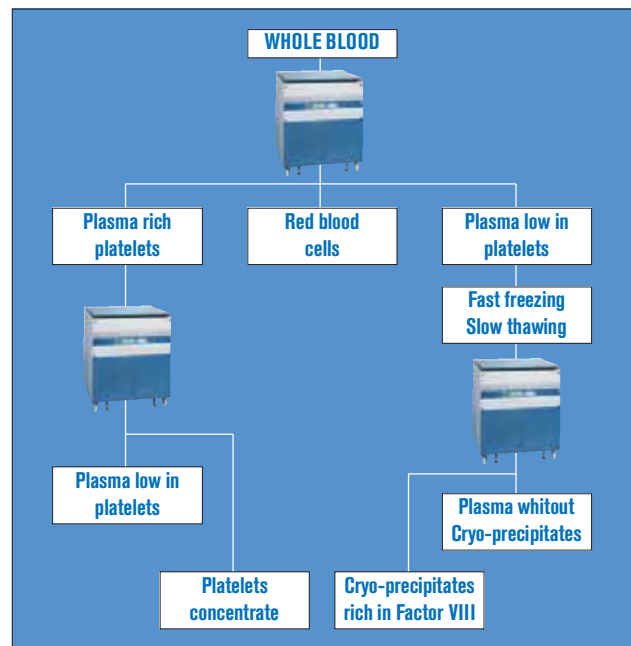 WHOLE BLOOD
Plasma rich
platelets
Red blood
cells
Plasma low in
platelets
Fast freezing
Slow thawing
Plasma low in
platelets
Plasma whitout
Cryo-precipitates
Platelets
concentrate
Cryo-precipitates
rich in Factor VIII